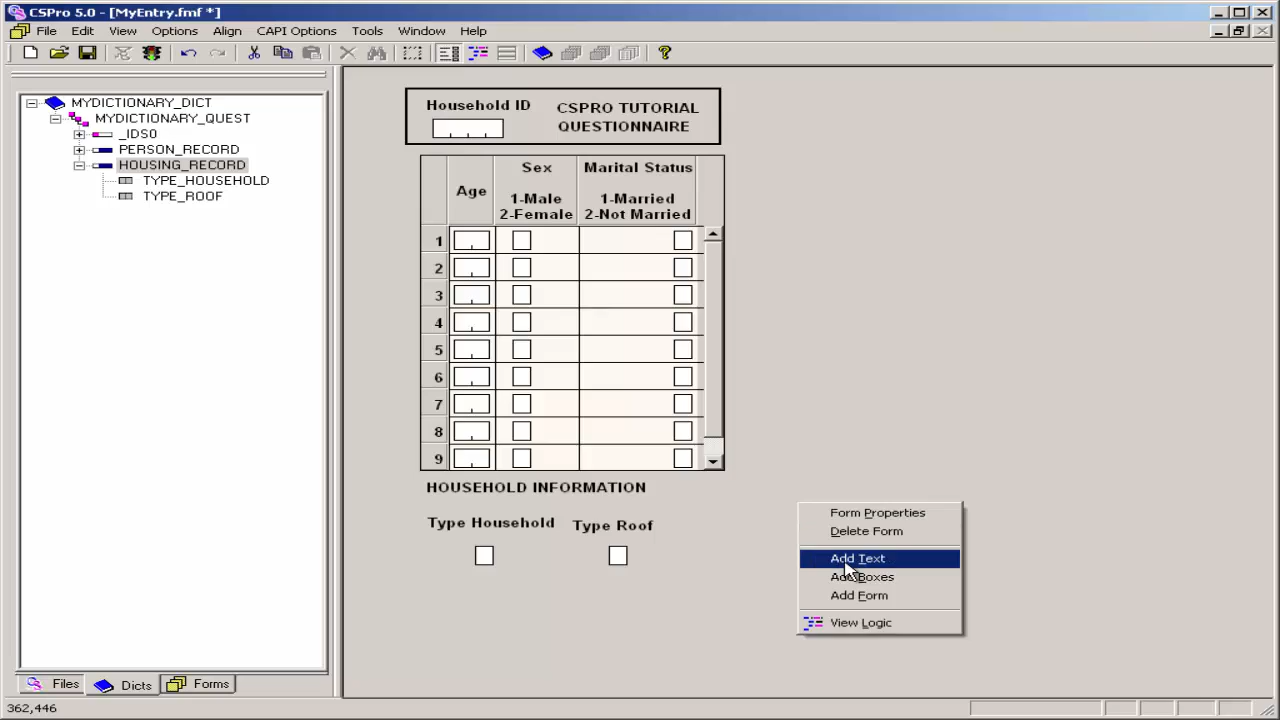 CSPro 5.0 - [MyEntry.fmf *]
File Edit View Options Align CAPI Options Tools Window Help
MYDICTIONARY_DICT
MYDICTIONARY_QUEST
_IDS0
PERSON_RECORD
HOUSING_RECORD
TYPE_HOUSEHOLD
TYPE_ROOF
Household ID
CSPRO TUTORIAL
QUESTIONNAIRE
Age
Sex
1-Male
2-Female
Marital Status
1-Married
2-Not Married
1
2
3
4
5
6
7
8
9
HOUSEHOLD INFORMATION
Type Household
Type Roof
Form Properties
Delete Form
Add Text
Add Boxes
Add Form
View Logic
Files Dicts Forms
362,446